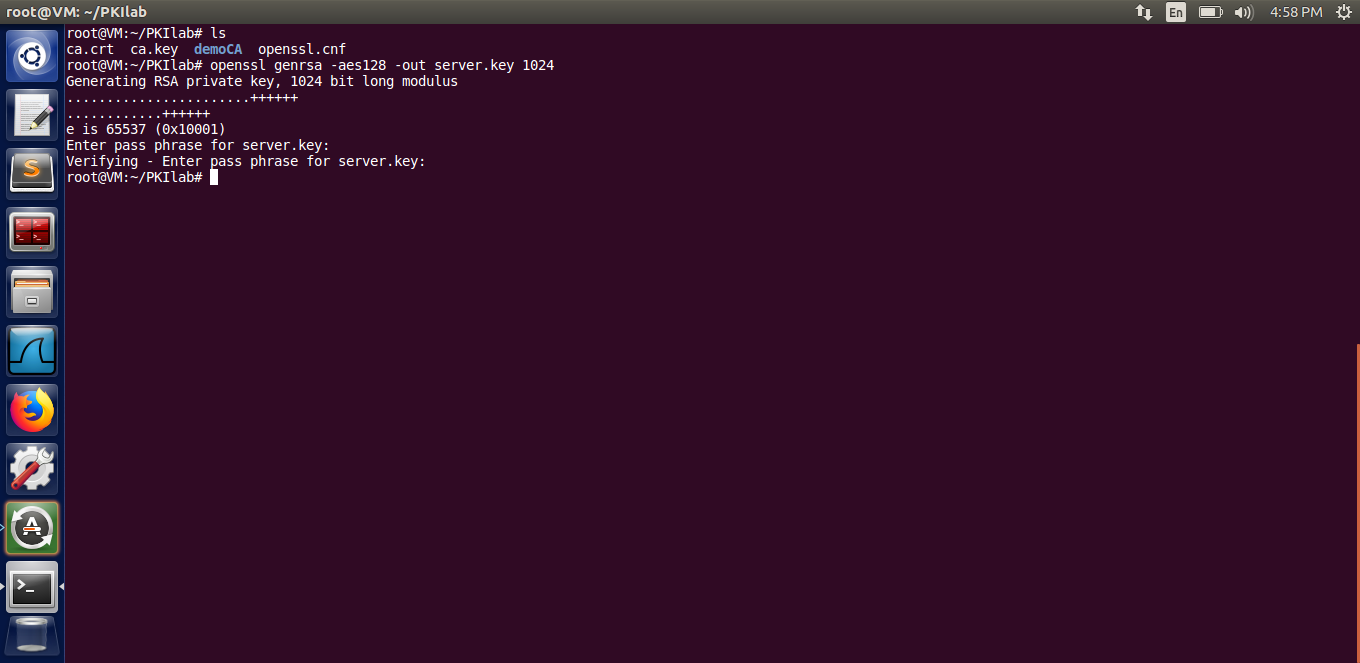 root@VM: ~/PKIlab
En
4:58 PM
root@VM:~/PKIlab# ls
ca.crt  ca.key  demoCA  openssl.cnf
root@VM:~/PKIlab# openssl genrsa -aes128 -out server.key 1024
Generating RSA private key, 1024 bit long modulus
.......................++++++
............++++++
e is 65537 (0x10001)
Enter pass phrase for server.key:
Verifying - Enter pass phrase for server.key:
root@VM:~/PKIlab#